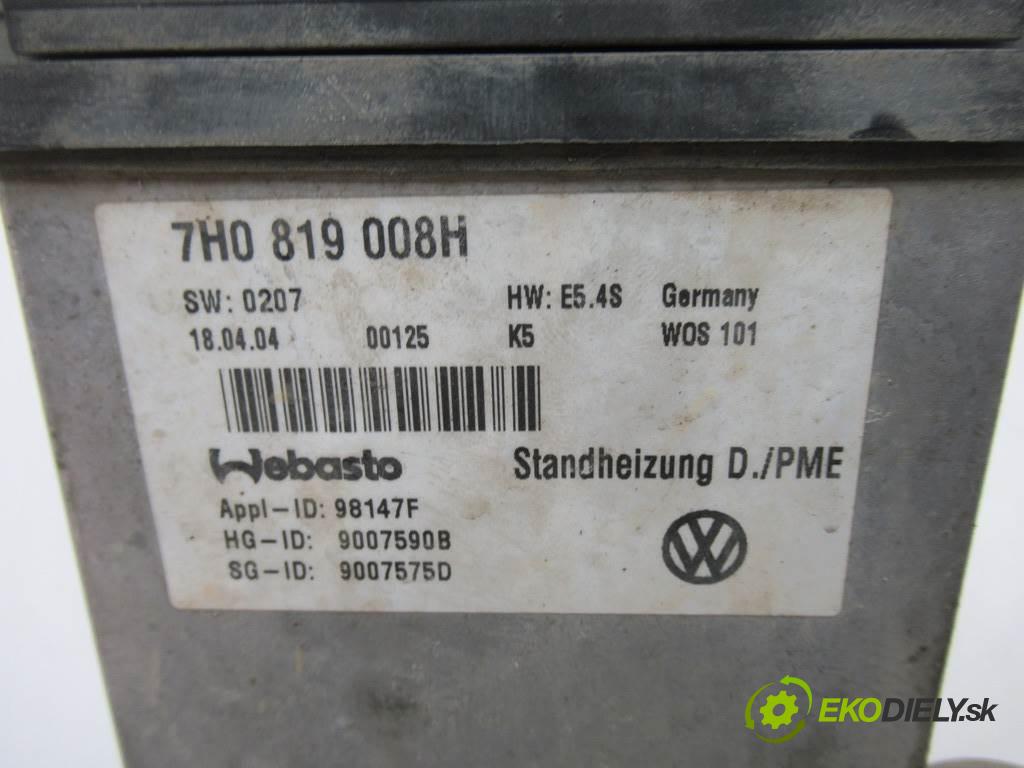 7H0 819 008H
SW: 0207 HW: E5.4S Germany
18.04.04 00125 K5 WOS 101
Webasto Standheizung D./PME
Appl-ID: 98147F
HG-ID: 9007590B
SG-ID: 9007575D
EKODIELY.sk